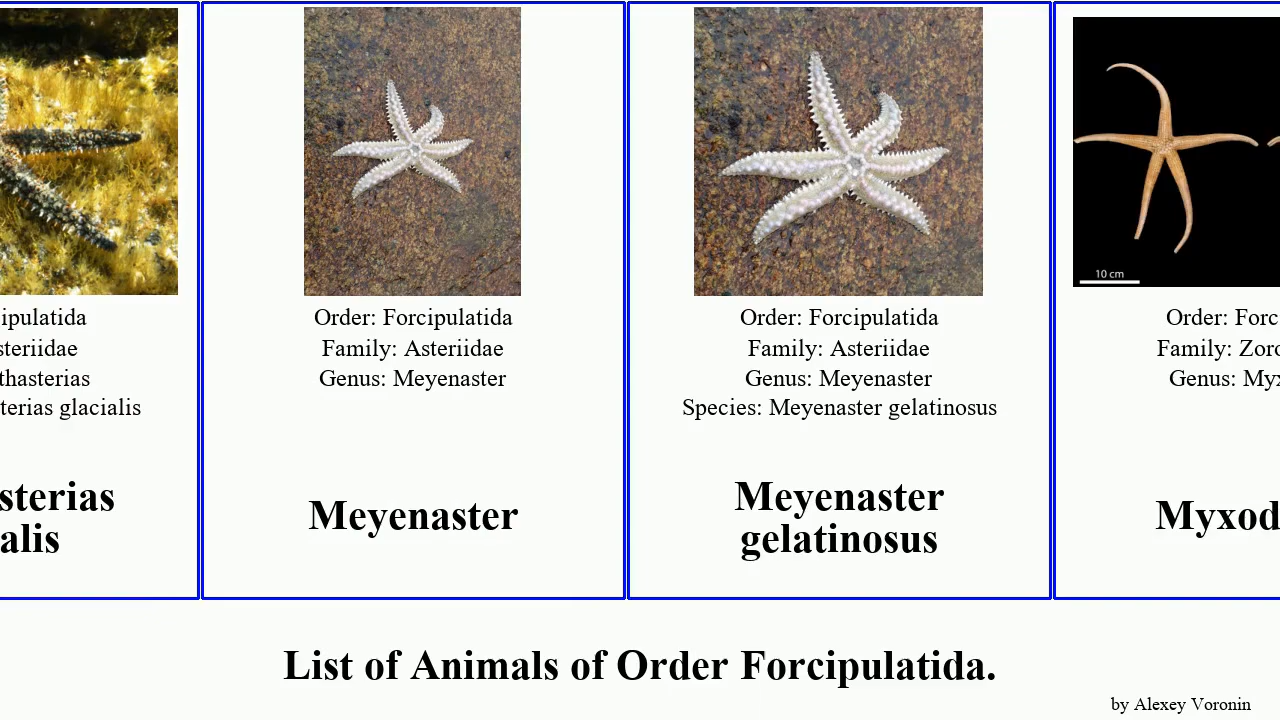 ipulatida
steriidae
thasterias
terias glacialis
sterias
alis
Order: Forcipulatida
Family: Asteriidae
Genus: Meyenaster
Meyenaster
Order: Forcipulatida
Family: Asteriidae
Genus: Meyenaster
Species: Meyenaster gelatinosus
Meyenaster
gelatinosus
10 cm
Order: Forc
Family: Zoro
Genus: Myx
Myxod
List of Animals of Order Forcipulatida.
by Alexey Voronin